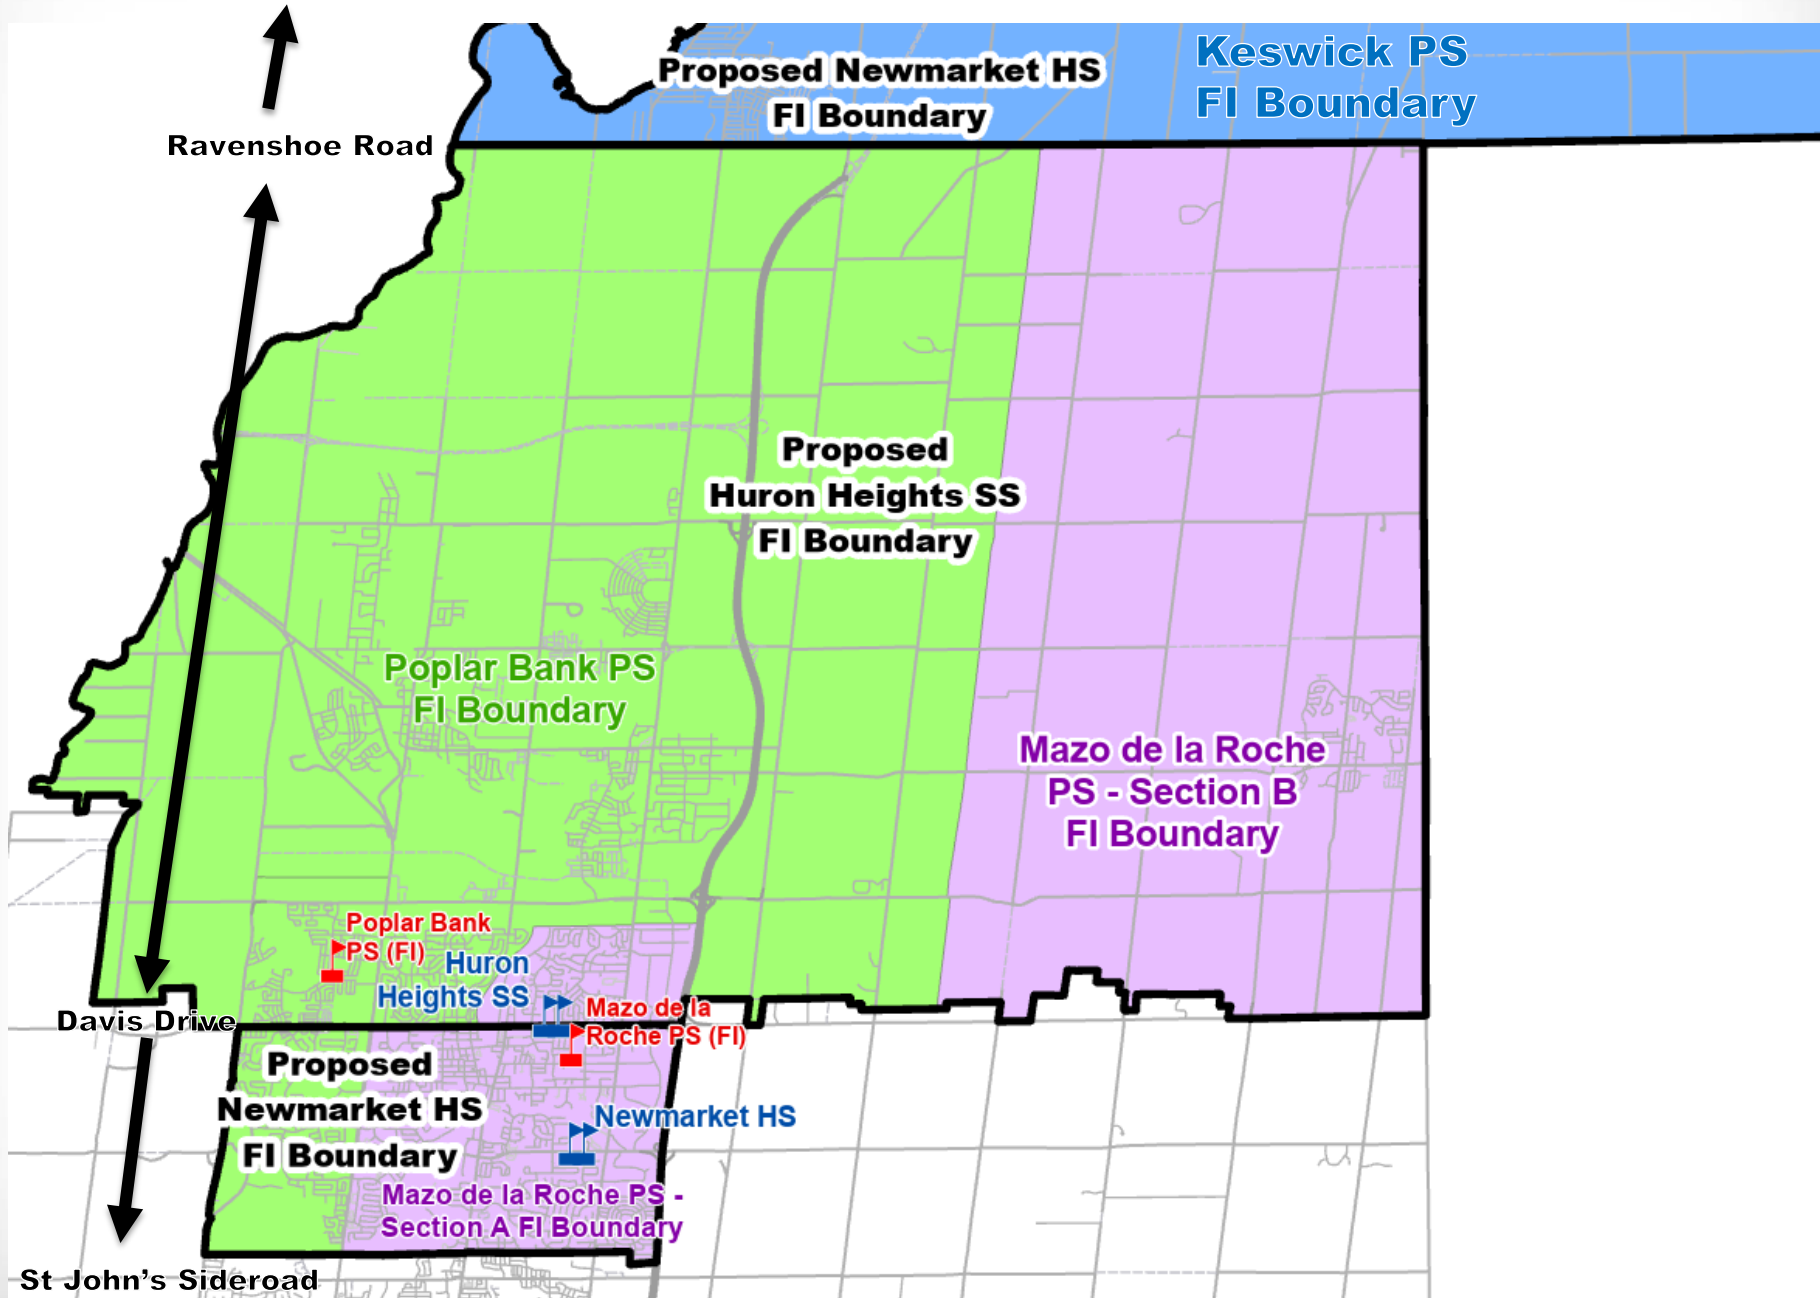 Proposed Newmarket HS
FI Boundary
Keswick PS
FI Boundary
Ravenshoe Road
Proposed
Huron Heights SS
FI Boundary
Poplar Bank PS
FI Boundary
Mazo de la Roche
PS - Section B
FI Boundary
Poplar Bank
PS (FI)
Huron
Heights SS
Mazo de la
Roche PS (FI)
Davis Drive
Proposed
Newmarket HS
FI Boundary
Newmarket HS
Mazo de la Roche PS -
Section A FI Boundary
St John's Sideroad